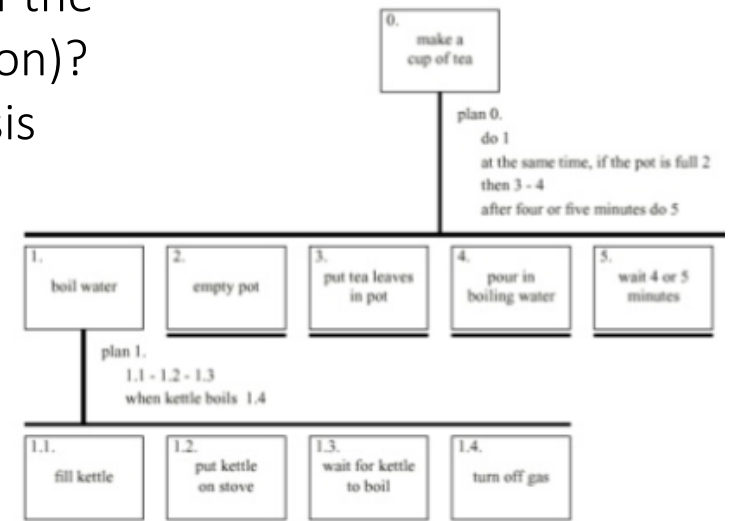 the
on)?
sis
0.
make a
cup of tea
plan 0.
do 1
at the same time, if the pot is full 2
then 3 - 4
after four or five minutes do 5
1.
boil water
2.
empty pot
3.
put tea leaves
in pot
4.
pour in
boiling water
5.
wait 4 or 5
minutes
plan 1.
1.1 - 1.2 - 1.3
when kettle boils 1.4
1.1.
fill kettle
1.2.
put kettle
on stove
1.3.
wait for kettle
to boil
1.4.
turn off gas